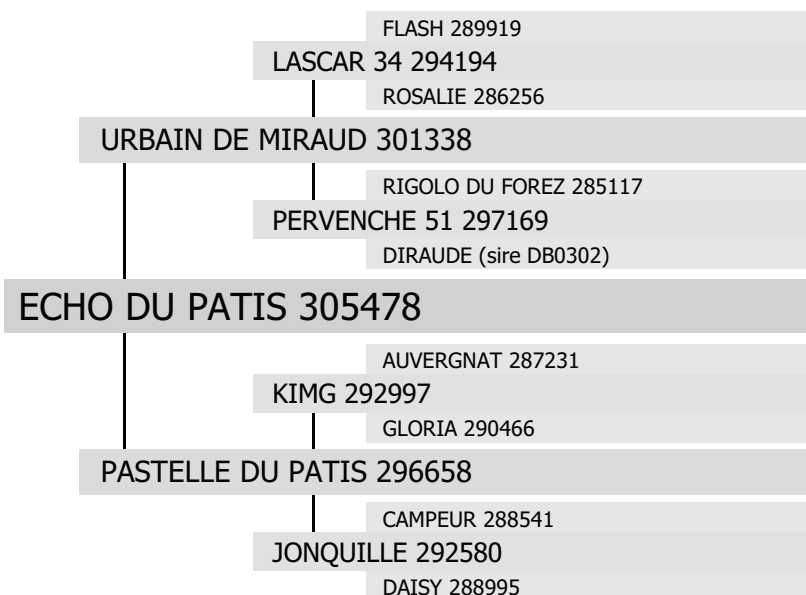 FLASH 289919
LASCAR 34 294194
ROSALIE 286256
URBAIN DE MIRAUD 301338
RIGOLO DU FOREZ 285117
PERVENCHE 51 297169
DIRAUDE (sire DB0302)
ECHO DU PATIS 305478
AUVERGNAT 287231
KIMG 292997
GLORIA 290466
PASTELLE DU PATIS 296658
CAMPEUR 288541
JONQUILLE 292580
DAISY 288995